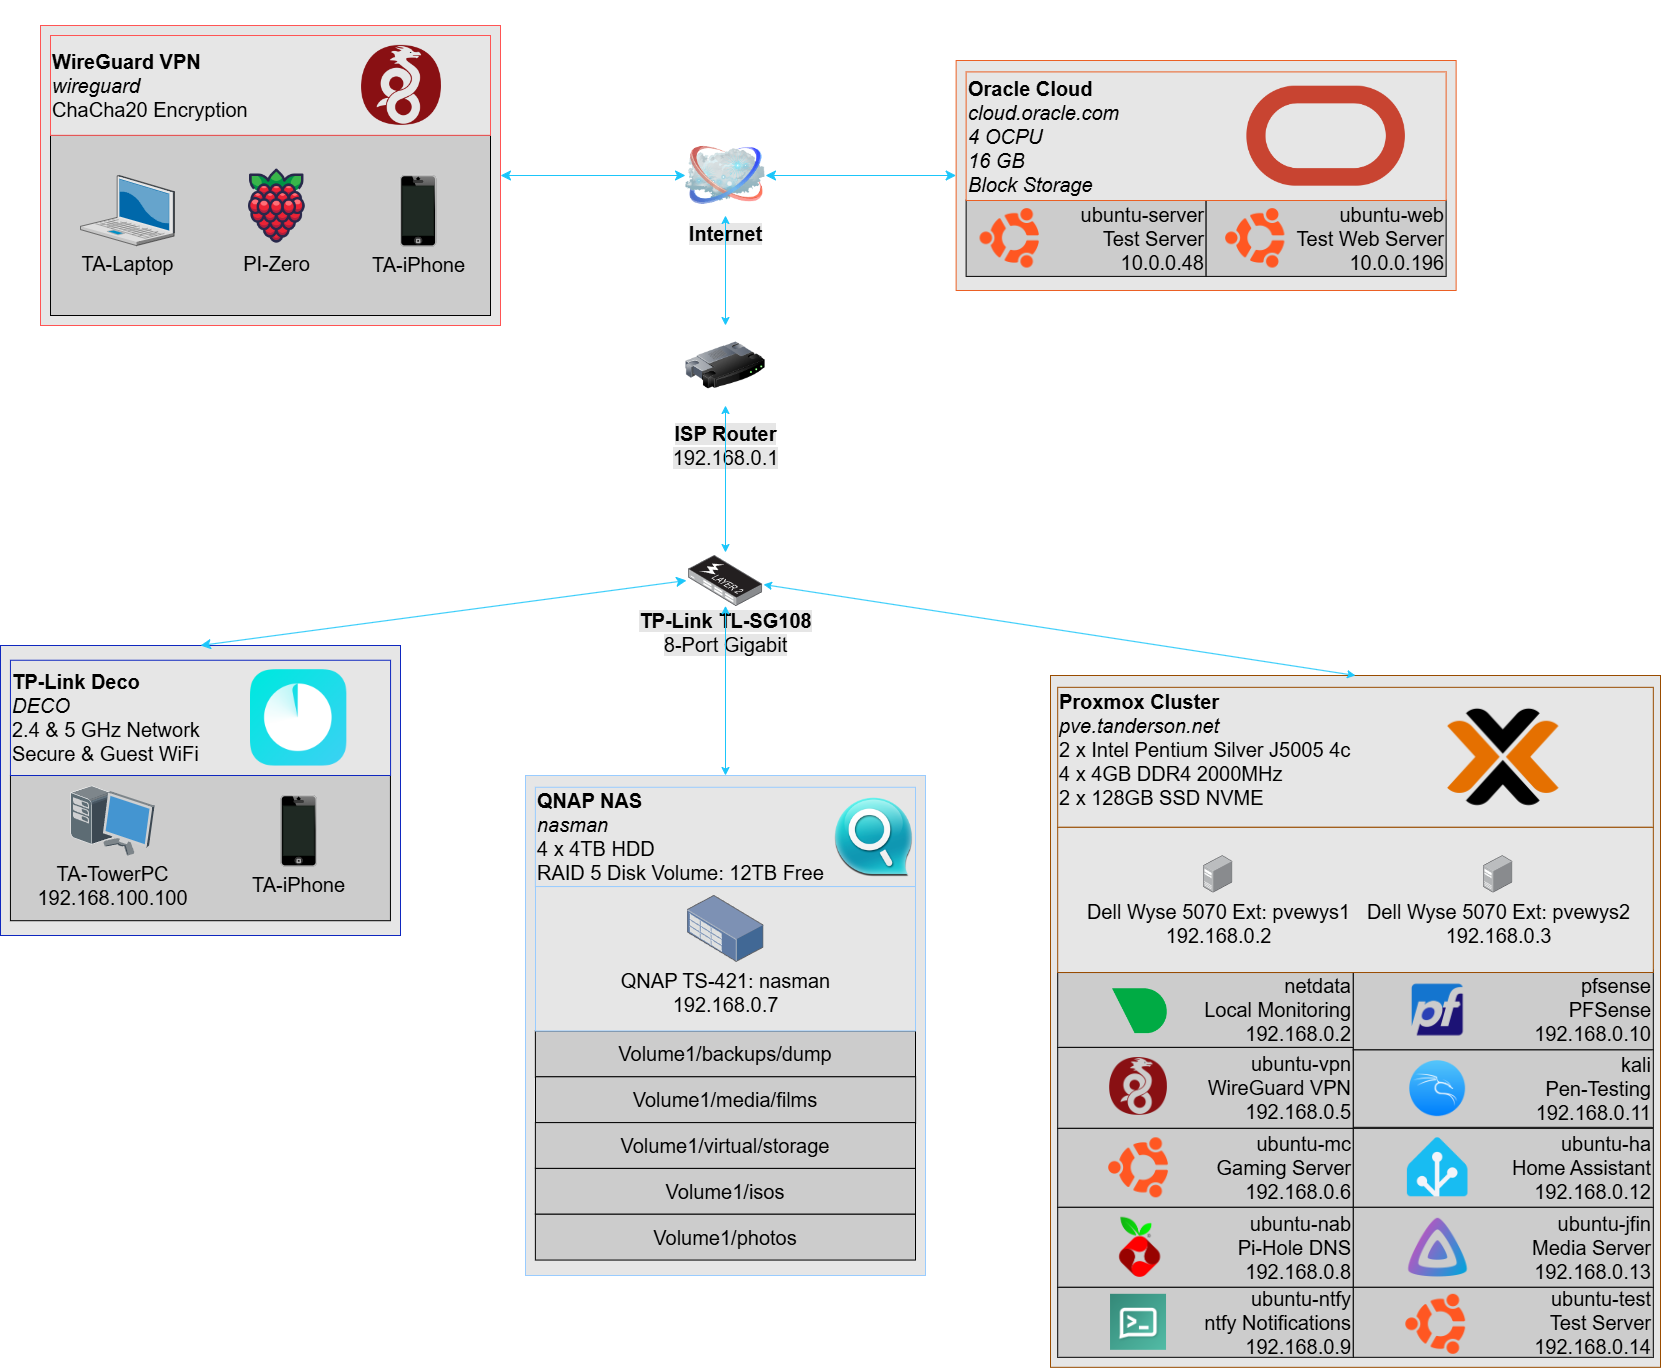 WireGuard VPN
wireguard
ChaCha20 Encryption
TA-Laptop
PI-Zero
TA-iPhone
Internet
Oracle Cloud
cloud.oracle.com
4 OCPU
16 GB
Block Storage
ubuntu-server
Test Server
10.0.0.48
ubuntu-web
Test Web Server
10.0.0.196
ISP Router
192.168.0.1
LAYER 2
TP-Link TL-SG108
8-Port Gigabit
TP-Link Deco
DECO
2.4 & 5 GHz Network
Secure & Guest WiFi
TA-TowerPC
192.168.100.100
TA-iPhone
QNAP NAS
nasman
4 x 4TB HDD
RAID 5 Disk Volume: 12TB Free
QNAP TS-421: nasman
192.168.0.7
Volume1/backups/dump
Volume1/media/films
Volume1/virtual/storage
Volume1/isos
Volume1/photos
Proxmox Cluster
pve.tanderson.net
2 x Intel Pentium Silver J5005 4c
4 x 4GB DDR4 2000MHz
2 x 128GB SSD NVME
Dell Wyse 5070 Ext: pvewys1
192.168.0.2
Dell Wyse 5070 Ext: pvewys2
192.168.0.3
netdata
Local Monitoring
192.168.0.2
pf
pfsense
PFSense
192.168.0.10
ubuntu-vpn
WireGuard VPN
192.168.0.5
kali
Pen-Testing
192.168.0.11
ubuntu-mc
Gaming Server
192.168.0.6
ubuntu-ha
Home Assistant
192.168.0.12
ubuntu-nab
Pi-Hole DNS
192.168.0.8
ubuntu-jfin
Media Server
192.168.0.13
ubuntu-ntfy
ntfy Notifications
192.168.0.9
ubuntu-test
Test Server
192.168.0.14